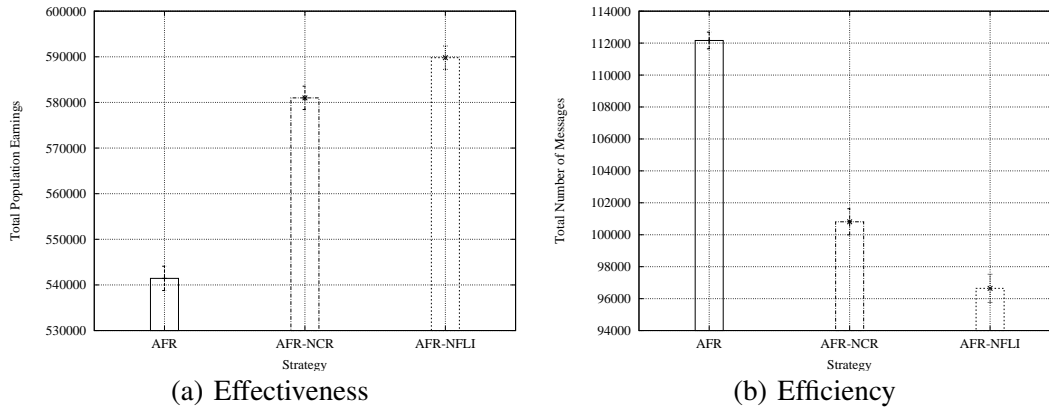 600000
590000
580000
570000
560000
550000
540000
530000
Total Population Earnings
AFR
AFR-NCR
AFR-NFLI
Strategy
(a) Effectiveness
114000
112000
110000
108000
106000
104000
102000
100000
98000
96000
94000
Total Number of Messages
AFR
AFR-NCR
AFR-NFLI
Strategy
(b) Efficiency